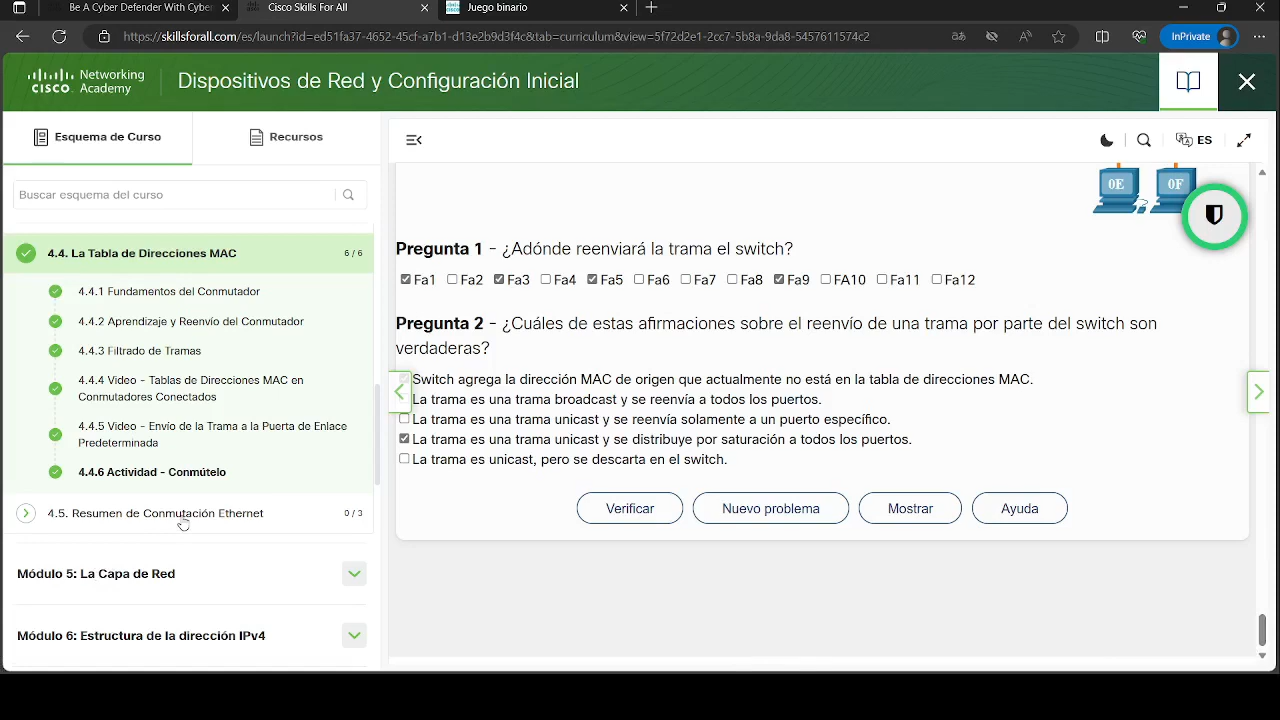 Be A Cyber Defender With Cyber
Cisco Skills For All
Juego binario
https://skillsforall.com/es/launch?id=ed51fa37-4652-45cf-a7b1-d13e2b9d3f4c8&tab=curriculum&view=5f72d2e1-2cc7-5b8a-9da8-5457611574c2
InPrivate
CISCO
Networking
Academy
Dispositivos de Red y Configuración Inicial
Esquema de Curso
Recursos
ES
Buscar esquema del curso
4.4. La Tabla de Direcciones MAC 6 / 6
4.4.1 Fundamentos del Conmutador
4.4.2 Aprendizaje y Reenvío del Conmutador
4.4.3 Filtrado de Tramas
4.4.4 Video - Tablas de Direcciones MAC en
Conmutadores Conectados
4.4.5 Video - Envío de la Trama a la Puerta de Enlace
Predeterminada
4.4.6 Actividad - Conmútelo
4.5. Resumen de Conmutación Ethernet 0 / 3
Módulo 5: La Capa de Red
Módulo 6: Estructura de la dirección IPv4
0E 0F
Pregunta 1 - ¿Adónde reenviará la trama el switch?
Fa1 Fa2 Fa3 Fa4 Fa5 Fa6 Fa7 Fa8 Fa9 FA10 Fa11 Fa12
Pregunta 2 - ¿Cuáles de estas afirmaciones sobre el reenvío de una trama por parte del switch son
verdaderas?
Switch agrega la dirección MAC de origen que actualmente no está en la tabla de direcciones MAC.
La trama es una trama broadcast y se reenvía a todos los puertos.
La trama es una trama unicast y se reenvía solamente a un puerto específico.
La trama es una trama unicast y se distribuye por saturación a todos los puertos.
La trama es unicast, pero se descarta en el switch.
Verificar
Nuevo problema
Mostrar
Ayuda